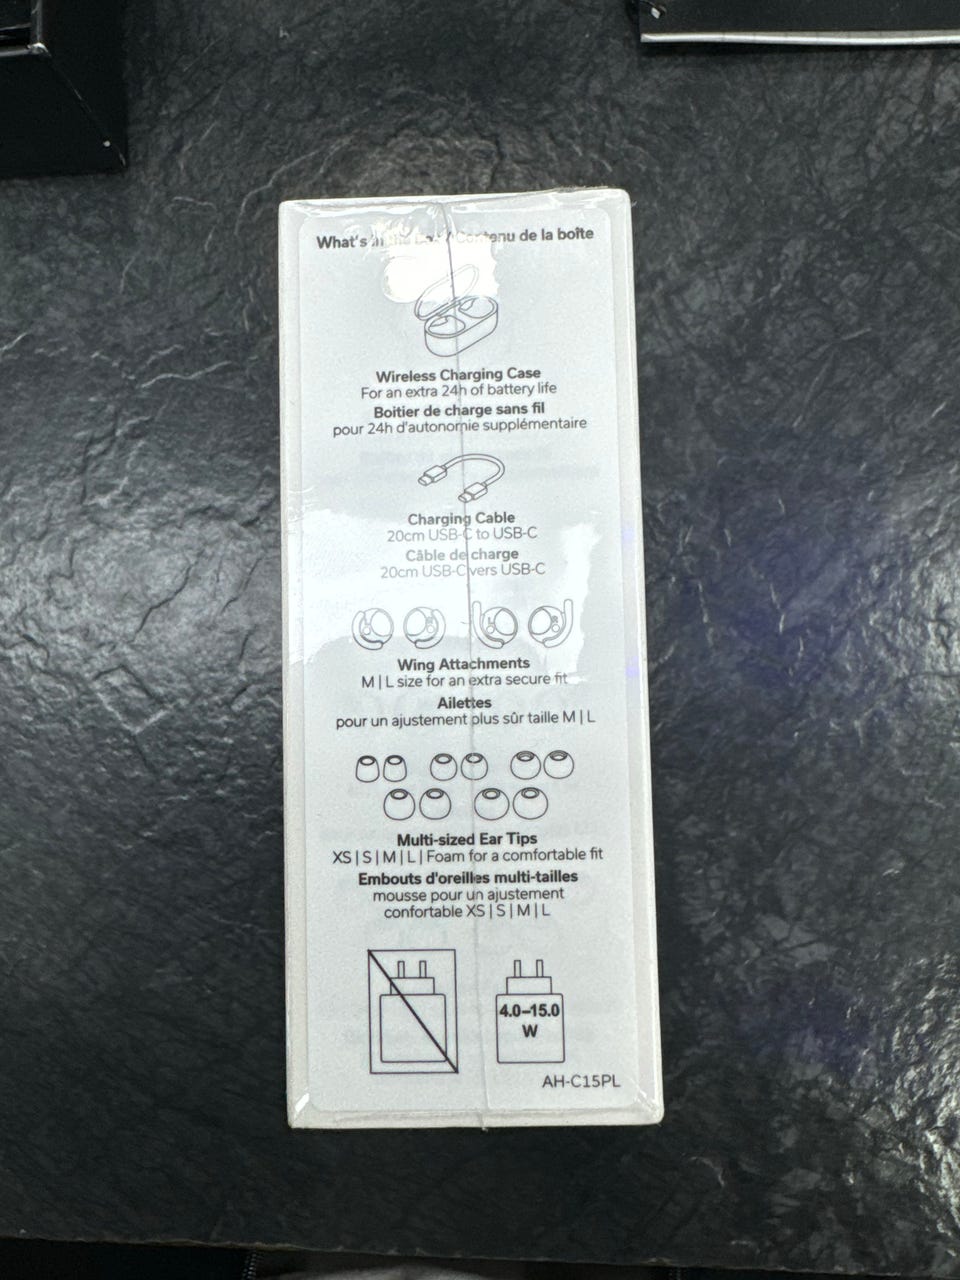 What's in the box / Contenu de la boîte
Wireless Charging Case
For an extra 24h of battery life
Boitier de charge sans fil
pour 24h d'autonomie supplémentaire
Charging Cable
20cm USB-C to USB-C
Câble de charge
20cm USB-C vers USB-C
Wing Attachments
M | L size for an extra secure fit
Ailettes
pour un ajustement plus sûr taille M | L
Multi-sized Ear Tips
XS | S | M | L | Foam for a comfortable fit
Embouts d'oreilles multi-tailles
mousse pour un ajustement
confortable XS | S | M | L
4.0–15.0
W
AH-C15PL